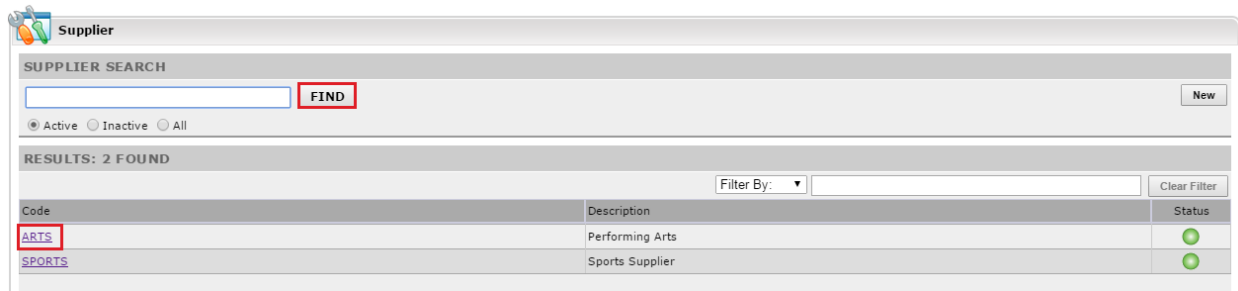 Supplier
SUPPLIER SEARCH
FIND
New
Active Inactive All
RESULTS: 2 FOUND
Filter By: Clear Filter
Code Description Status
ARTS Performing Arts
SPORTS Sports Supplier